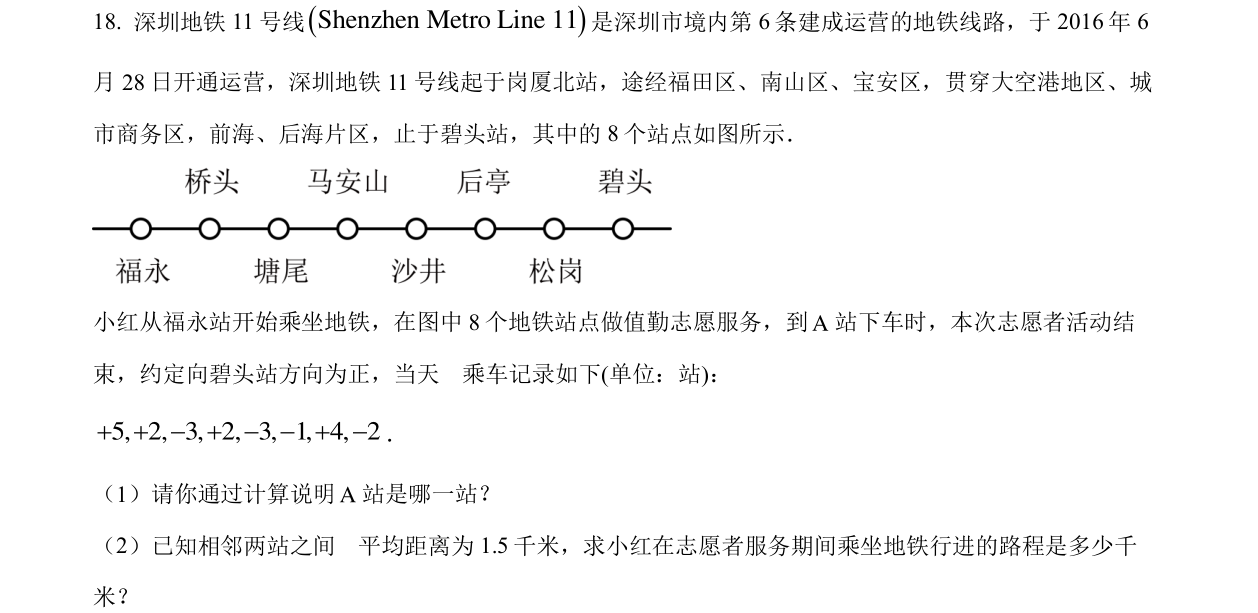 18. 深圳地铁 11 号线(Shenzhen Metro Line 11)是深圳市境内第 6 条建成运营的地铁线路，于 2016 年 6
月 28 日开通运营，深圳地铁 11 号线起于岗厦北站，途经福田区、南山区、宝安区，贯穿大空港地区、城
市商务区，前海、后海片区，止于碧头站，其中的 8 个站点如图所示．
桥头 马安山 后亭 碧头
福永 塘尾 沙井 松岗
小红从福永站开始乘坐地铁，在图中 8 个地铁站点做值勤志愿服务，到 A 站下车时，本次志愿者活动结
束，约定向碧头站方向为正，当天 乘车记录如下(单位：站)：
+5,+2,−3,+2,−3,−1,+4,−2．
（1）请你通过计算说明 A 站是哪一站？
（2）已知相邻两站之间 平均距离为 1.5 千米，求小红在志愿者服务期间乘坐地铁行进的路程是多少千
米？